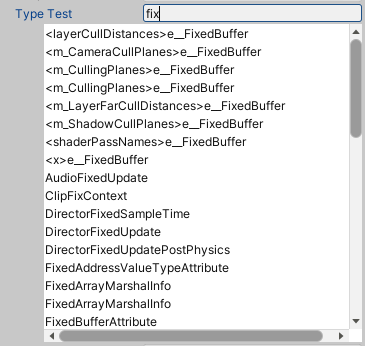 Type Test
fix
<layerCullDistances>e__FixedBuffer
<m_CameraCullPlanes>e__FixedBuffer
<m_CullingPlanes>e__FixedBuffer
<m_CullingPlanes>e__FixedBuffer
<m_LayerFarCullDistances>e__FixedBuffer
<m_ShadowCullPlanes>e__FixedBuffer
<shaderPassNames>e__FixedBuffer
<x>e__FixedBuffer
AudioFixedUpdate
ClipFixContext
DirectorFixedSampleTime
DirectorFixedUpdate
DirectorFixedUpdatePostPhysics
FixedAddressValueTypeAttribute
FixedArrayMarshalInfo
FixedArrayMarshalInfo
FixedBufferAttribute